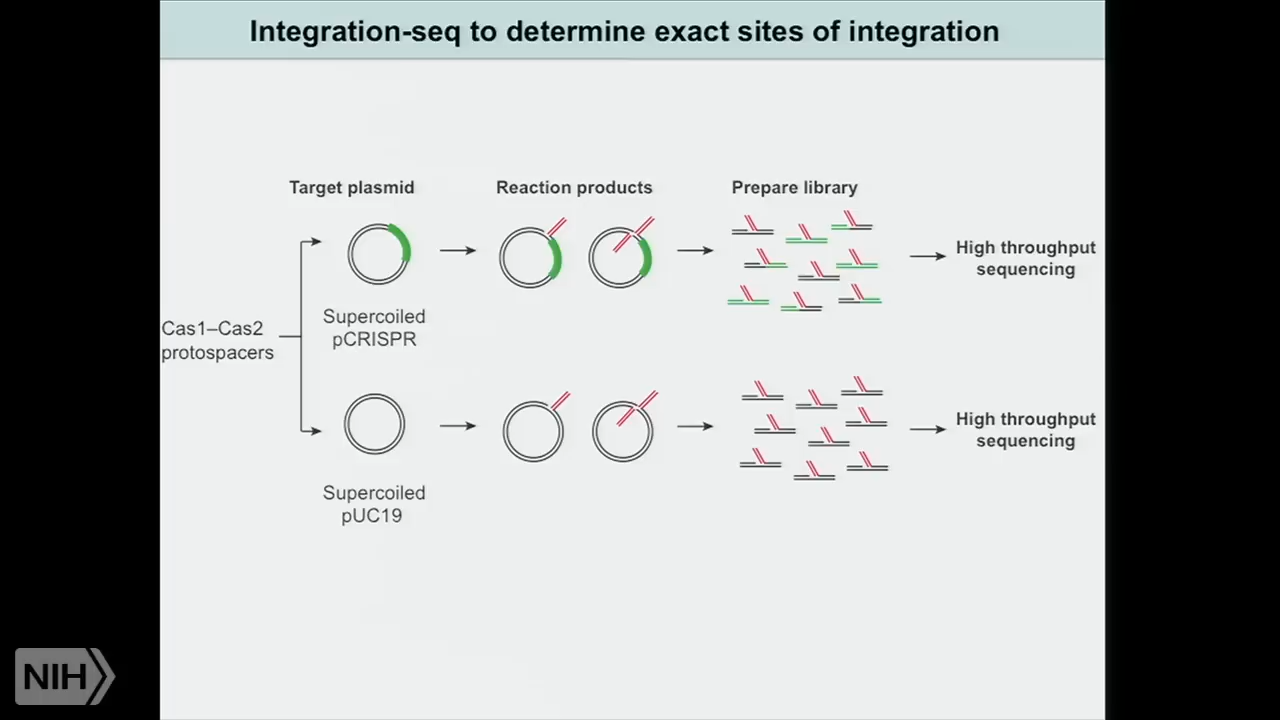 Integration-seq to determine exact sites of integration
Target plasmid
Reaction products
Prepare library
High throughput
sequencing
Supercoiled
pCRISPR
Cas1–Cas2
protospacers
High throughput
sequencing
Supercoiled
pUC19
NIH